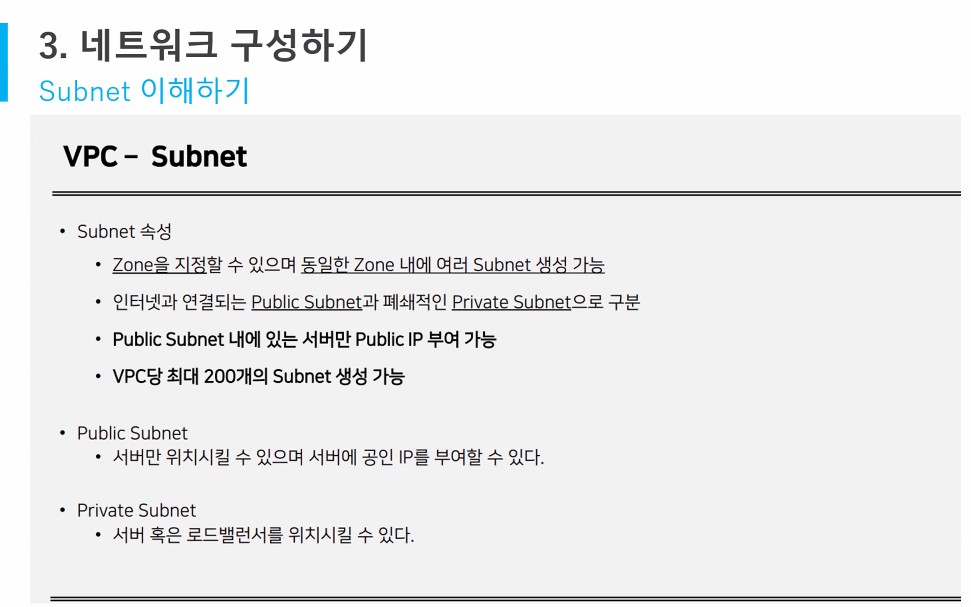 3. 네트워크 구성하기
Subnet 이해하기
VPC – Subnet
• Subnet 속성
• Zone을 지정할 수 있으며 동일한 Zone 내에 여러 Subnet 생성 가능
• 인터넷과 연결되는 Public Subnet과 폐쇄적인 Private Subnet으로 구분
• Public Subnet 내에 있는 서버만 Public IP 부여 가능
• VPC당 최대 200개의 Subnet 생성 가능
• Public Subnet
• 서버만 위치시킬 수 있으며 서버에 공인 IP를 부여할 수 있다.
• Private Subnet
• 서버 혹은 로드밸런서를 위치시킬 수 있다.